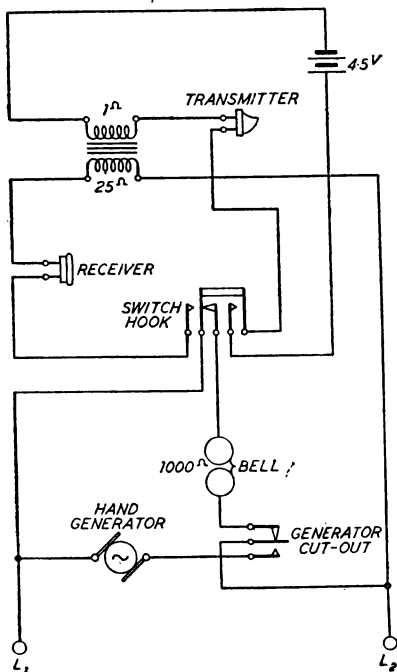 4·5V
1Ω
TRANSMITTER
25Ω
RECEIVER
SWITCH
HOOK
1000Ω
BELL
HAND
GENERATOR
GENERATOR
CUT-OUT
L1
L2